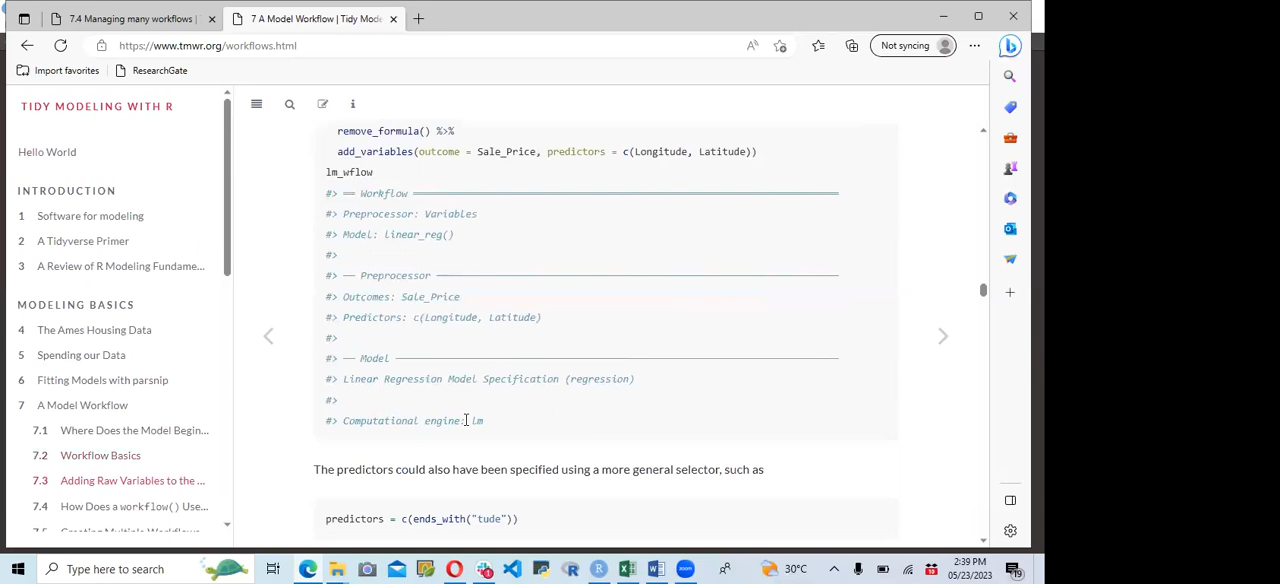 7.4 Managing many workflows |
7 A Model Workflow | Tidy Mode
https://www.tmwr.org/workflows.html
Not syncing
Import favorites
ResearchGate
TIDY MODELING WITH R
Hello World
INTRODUCTION
1 Software for modeling
2 A Tidyverse Primer
3 A Review of R Modeling Fundame...
MODELING BASICS
4 The Ames Housing Data
5 Spending our Data
6 Fitting Models with parsnip
7 A Model Workflow
7.1 Where Does the Model Begin...
7.2 Workflow Basics
7.3 Adding Raw Variables to the ...
7.4 How Does a workflow() Use...
7.5 Creating Multiple Workflows
remove_formula() %>%
add_variables(outcome = Sale_Price, predictors = c(Longitude, Latitude))
lm_wflow
#> ══ Workflow ══════════
#> Preprocessor: Variables
#> Model: linear_reg()
#>
#> ── Preprocessor ──────────
#> Outcomes: Sale_Price
#> Predictors: c(Longitude, Latitude)
#>
#> ── Model ──────────
#> Linear Regression Model Specification (regression)
#>
#> Computational engine: lm
The predictors could also have been specified using a more general selector, such as
predictors = c(ends_with("tude"))
Type here to search
30°C
2:39 PM
05/23/2023
19